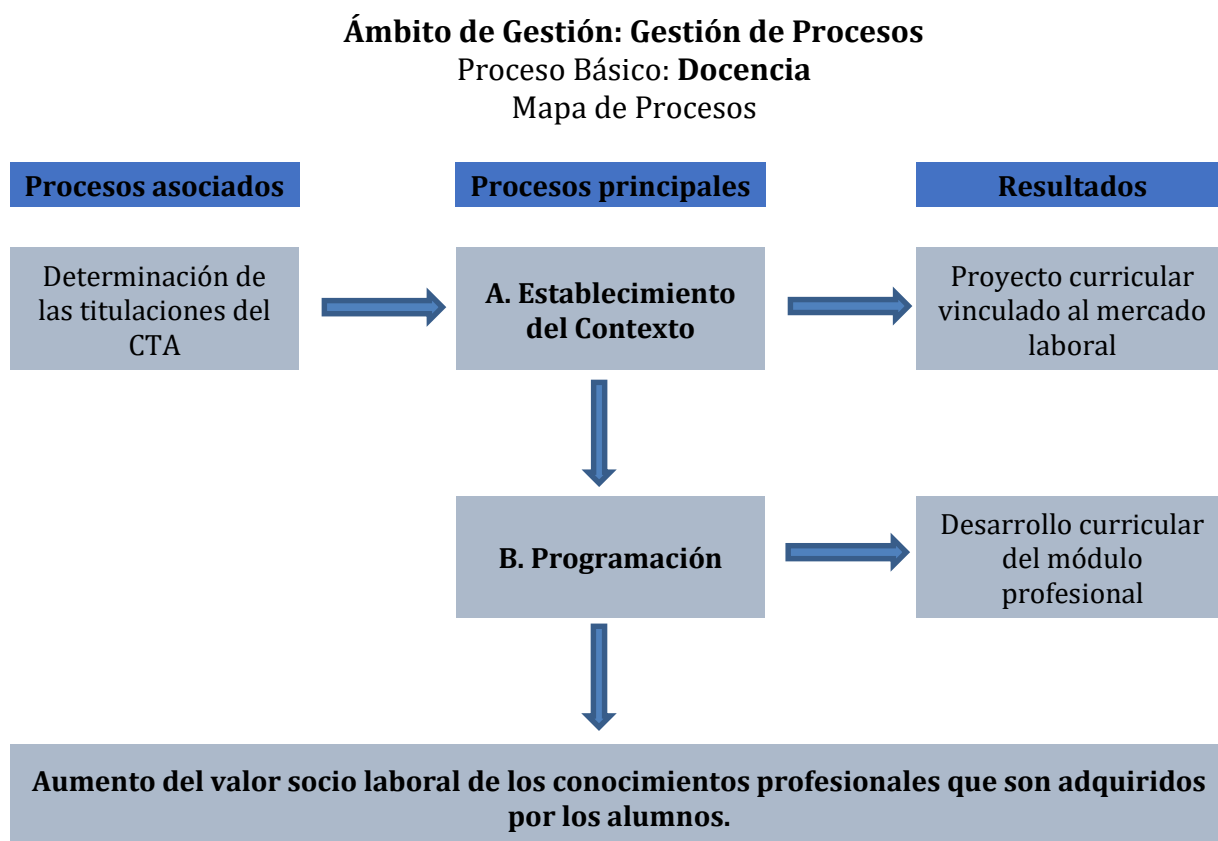 Ámbito de Gestión: Gestión de Procesos
Proceso Básico: Docencia
Mapa de Procesos
Procesos asociados
Procesos principales
Resultados
Determinación de
las titulaciones del
CTA
A. Establecimiento
del Contexto
Proyecto curricular
vinculado al mercado
laboral
B. Programación
Desarrollo curricular
del módulo
profesional
Aumento del valor socio laboral de los conocimientos profesionales que son adquiridos
por los alumnos.